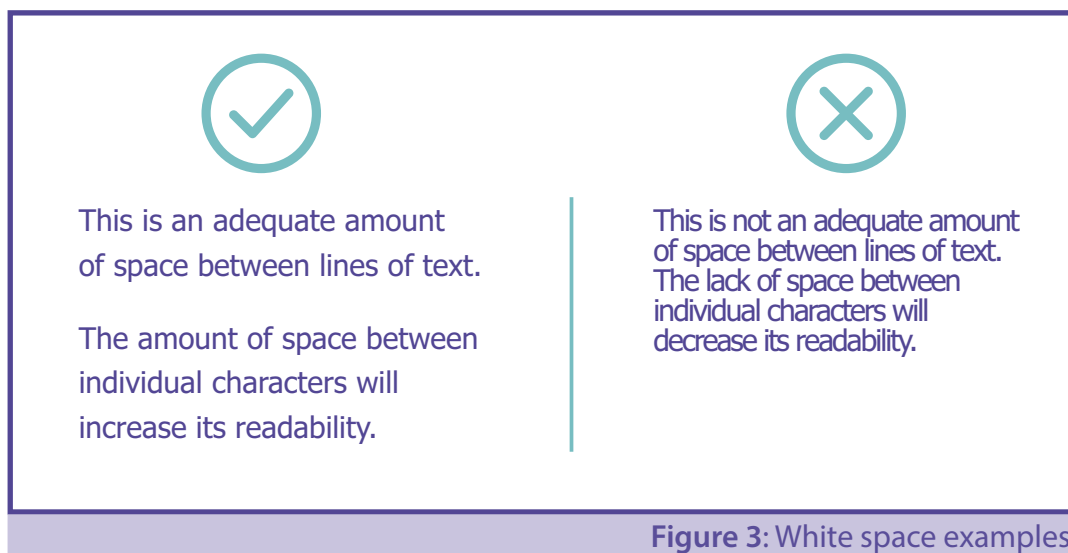 This is an adequate amount
of space between lines of text.
The amount of space between
individual characters will
increase its readability.
This is not an adequate amount
of space between lines of text.
The lack of space between
individual characters will
decrease its readability.
Figure 3: White space examples